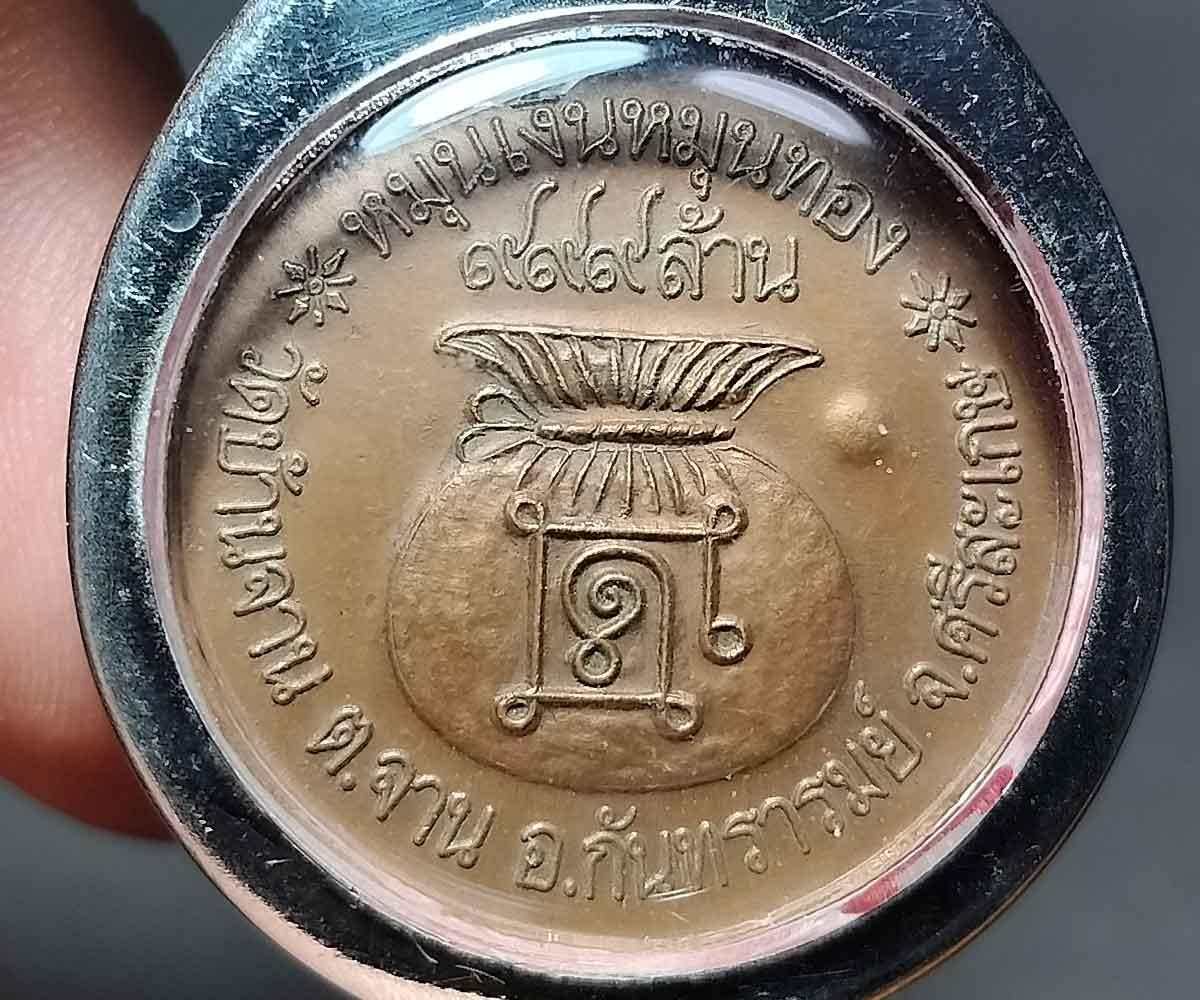 หมุนเงินหมุนทอง
๙๙๙ล้าน
วัดบ้านลาน ต.จาน อ.กันทรารมย์ จ.ศรีสะเกษ